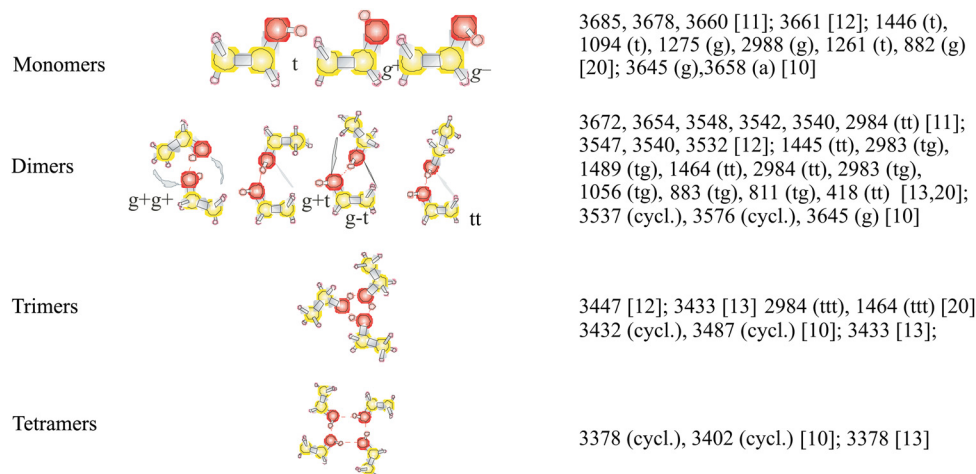 Monomers
t
g+
g–
3685, 3678, 3660 [11]; 3661 [12]; 1446 (t),
1094 (t), 1275 (g), 2988 (g), 1261 (t), 882 (g)
[20]; 3645 (g),3658 (a) [10]
Dimers
g+g+
g+t
g-t
tt
3672, 3654, 3548, 3542, 3540, 2984 (tt) [11];
3547, 3540, 3532 [12]; 1445 (tt), 2983 (tg),
1489 (tg), 1464 (tt), 2984 (tt), 2983 (tg),
1056 (tg), 883 (tg), 811 (tg), 418 (tt) [13,20];
3537 (cycl.), 3576 (cycl.), 3645 (g) [10]
Trimers
3447 [12]; 3433 [13] 2984 (ttt), 1464 (ttt) [20]
3432 (cycl.), 3487 (cycl.) [10]; 3433 [13];
Tetramers
3378 (cycl.), 3402 (cycl.) [10]; 3378 [13]